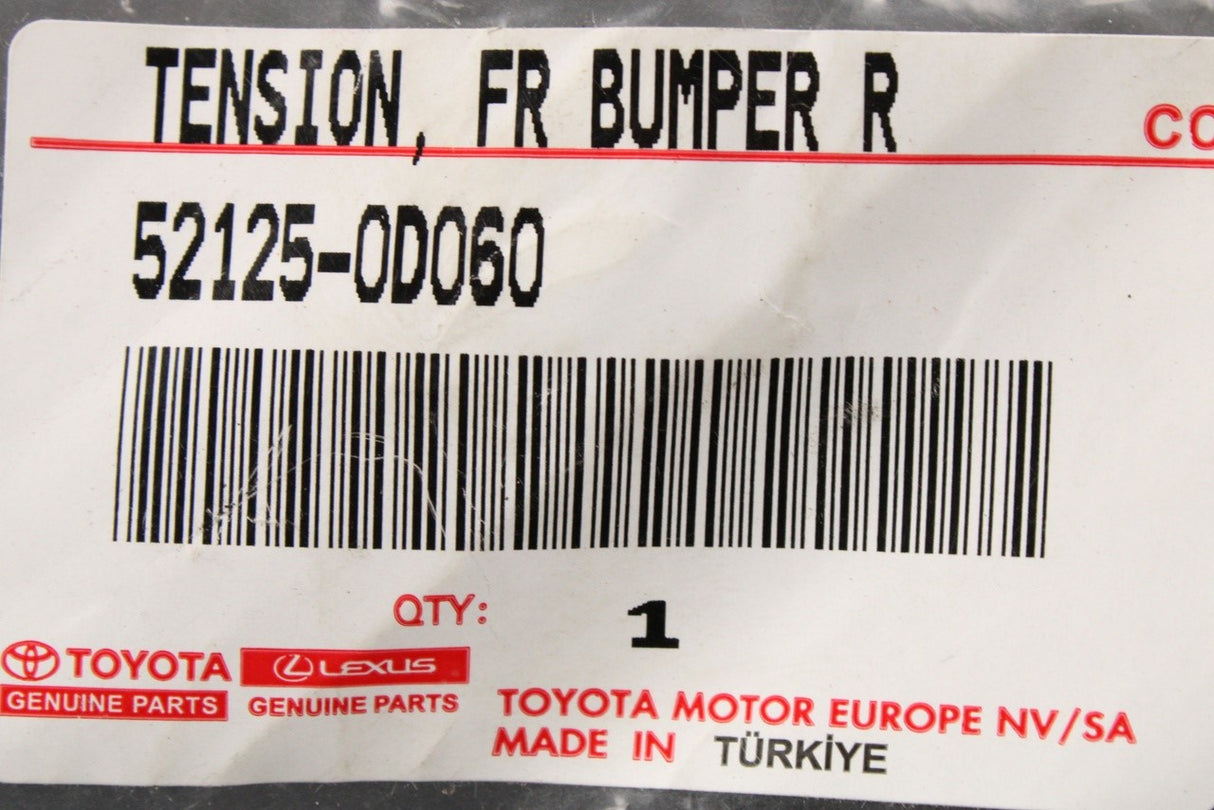 TENSION, FR BUMPER R
CO
52125-0D060
QTY: 1
TOYOTA
GENUINE PARTS
LEXUS
GENUINE PARTS
TOYOTA MOTOR EUROPE NV/SA
MADE IN TÜRKİYE